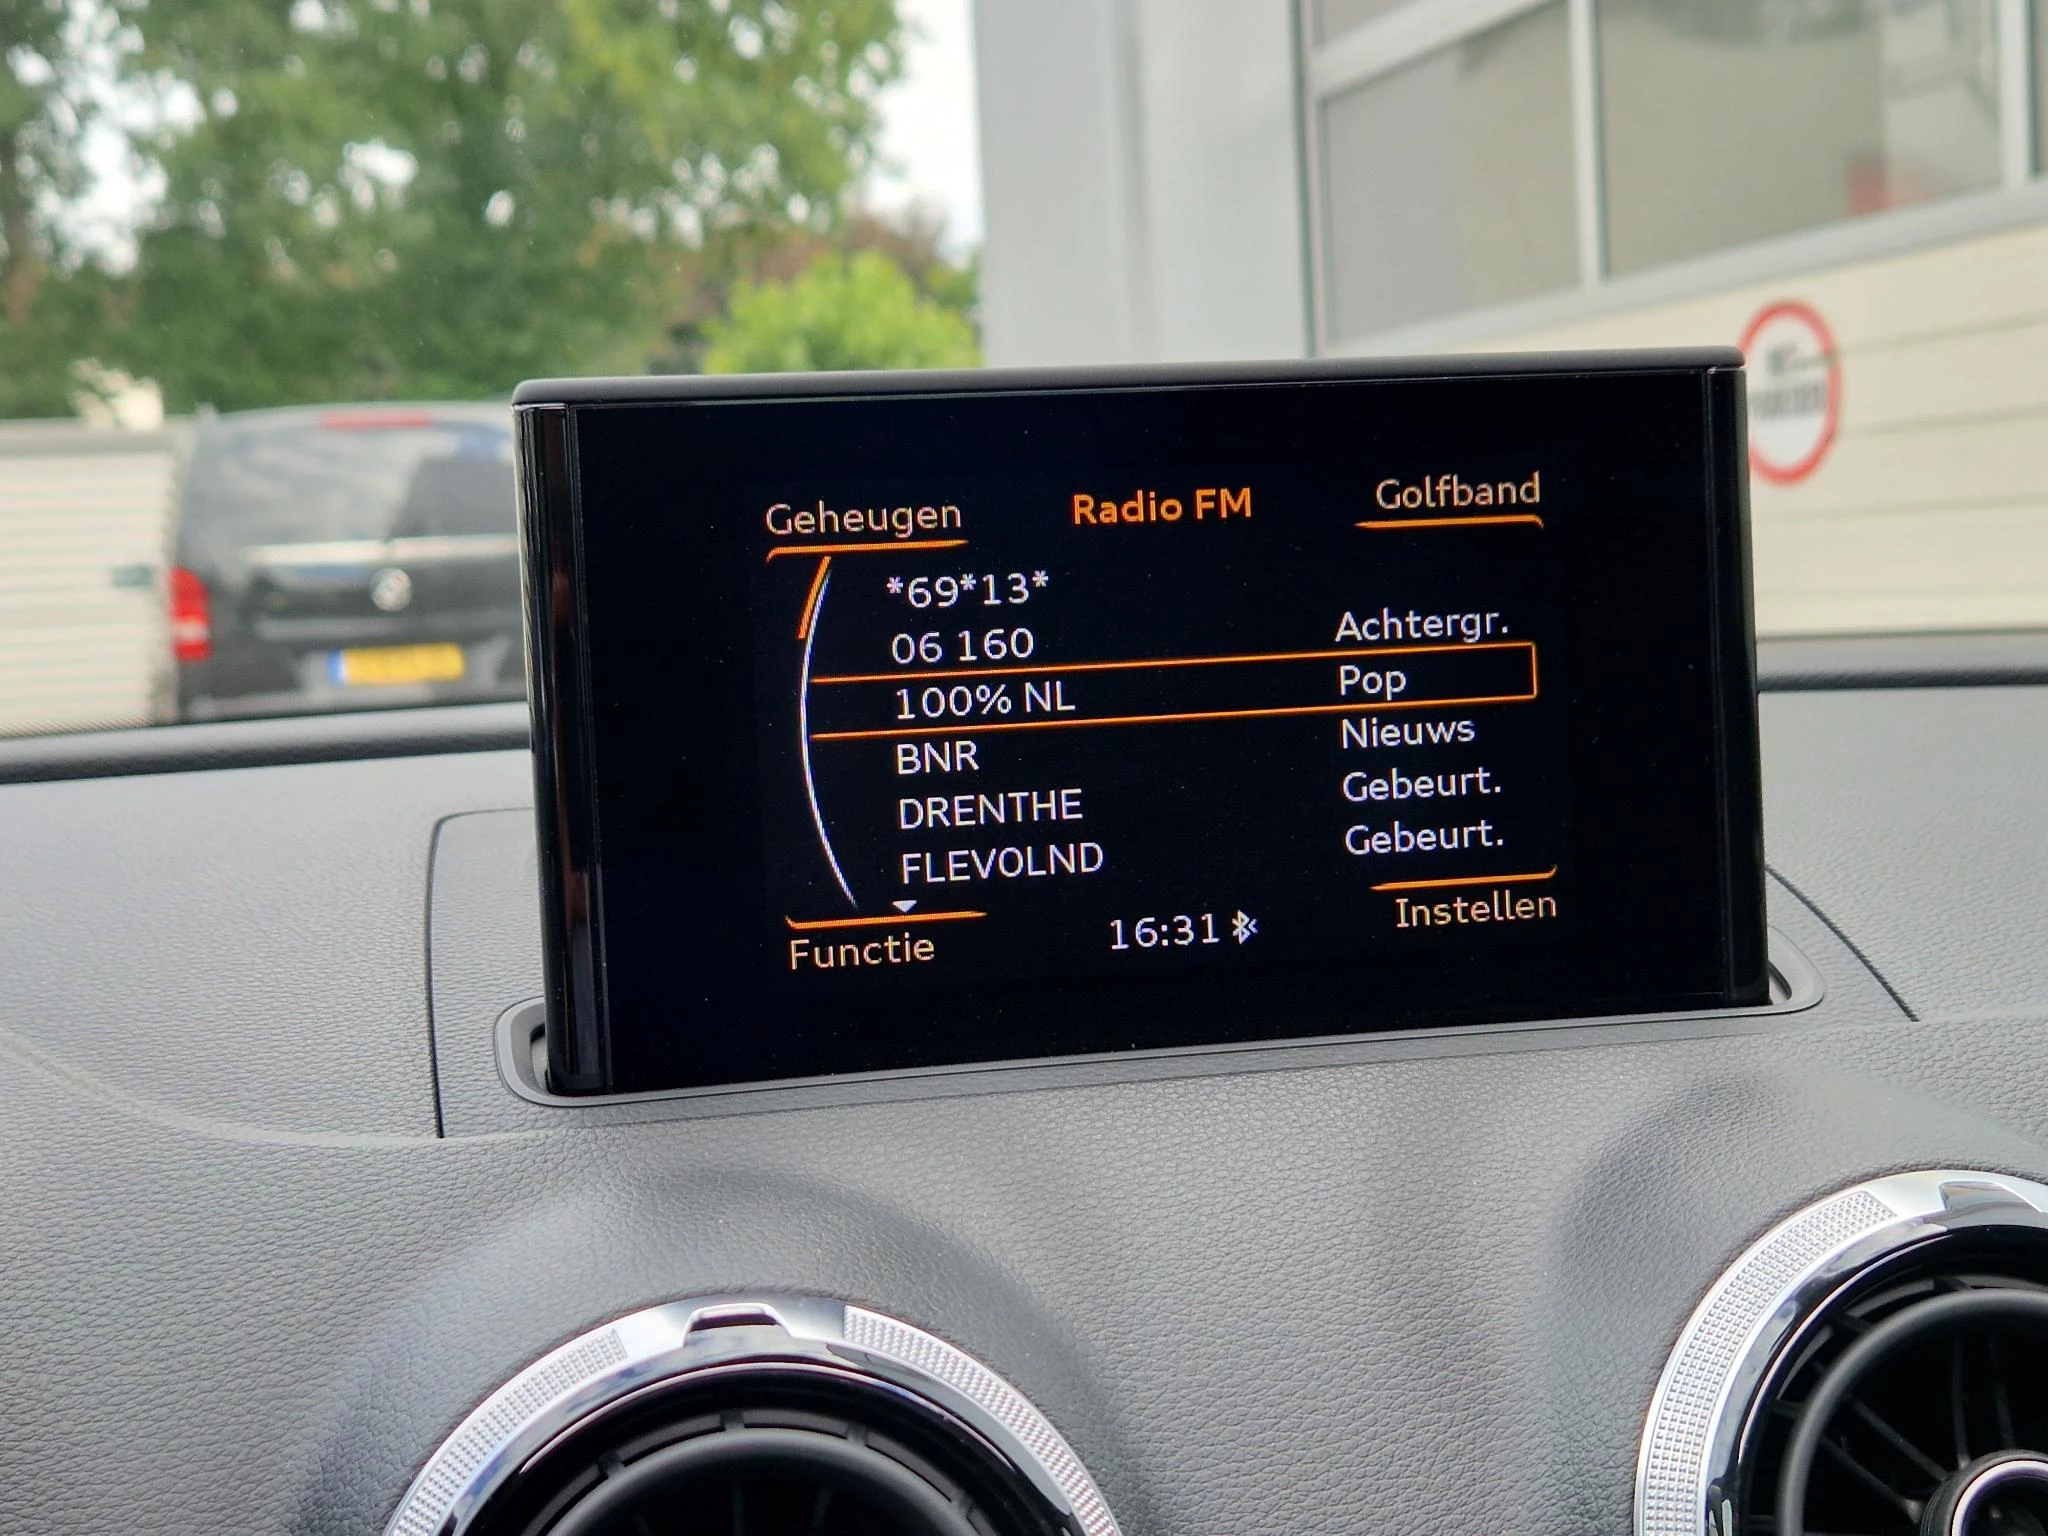 Geheugen Radio FM Golfband
*69*13*
06 160 Achtergr.
100% NL Pop
BNR Nieuws
DRENTHE Gebeurt.
FLEVOLND Gebeurt.
Functie 16:31 Instellen